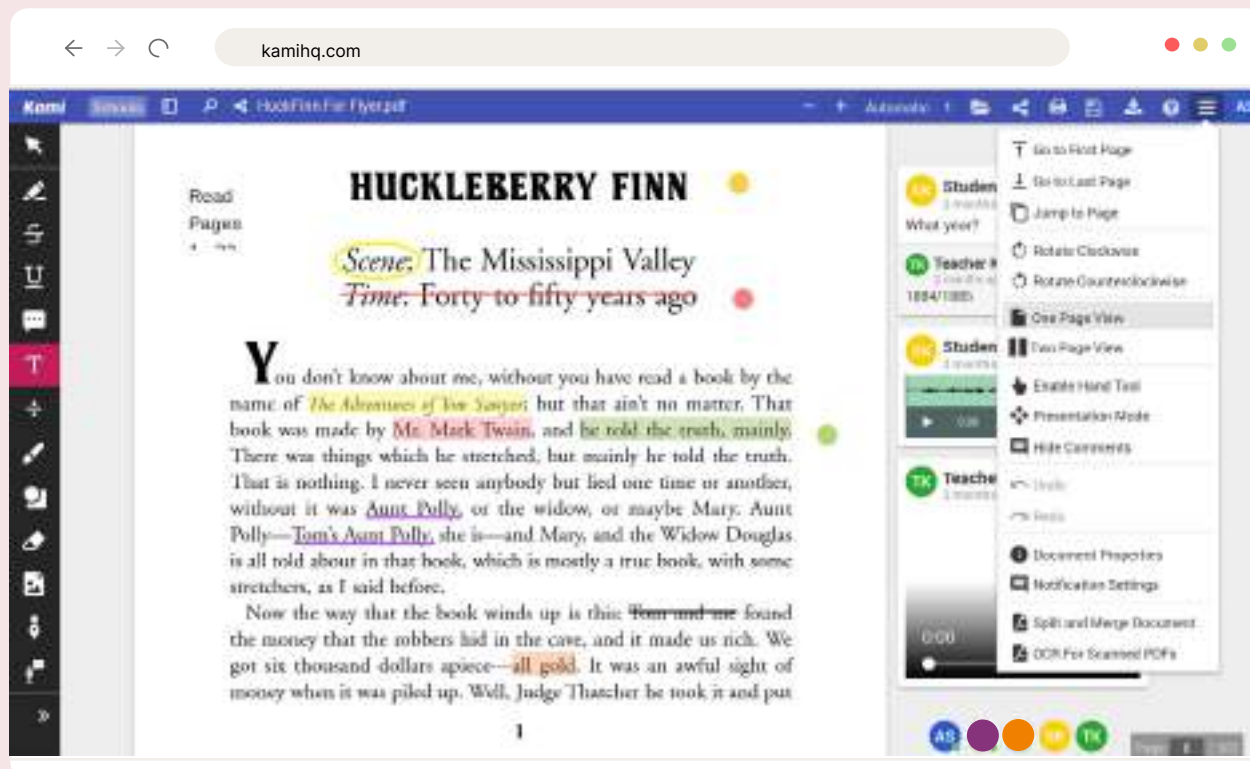 kamihq.com
Kami
HuckFinn For Flyer.pdf
Automatic
AS
Read
Pages
HUCKLEBERRY FINN
Scene: The Mississippi Valley
Time: Forty to fifty years ago
You don't know about me, without you have read a book by the
name of The Adventures of Tom Sawyer; but that ain't no matter. That
book was made by Mr. Mark Twain, and he told the truth, mainly.
There was things which he stretched, but mainly he told the truth.
That is nothing. I never seen anybody but lied one time or another,
without it was Aunt Polly, or the widow, or maybe Mary. Aunt
Polly—Tom's Aunt Polly, she is—and Mary, and the Widow Douglas
is all told about in that book, which is mostly a true book, with some
stretchers, as I said before.
Now the way that the book winds up is this: Tom and me found
the money that the robbers hid in the cave, and it made us rich. We
got six thousand dollars apiece—all gold. It was an awful sight of
money when it was piled up. Well, Judge Thatcher he took it and put
1
Studen
What year?
TK
Teacher
1884/1885
Studen
TK
Teache
0:00
Go to First Page
Go to Last Page
Jump to Page
Rotate Clockwise
Rotate Counterclockwise
One Page View
Two Page View
Enable Hand Tool
Presentation Mode
Hide Comments
Undo
Redo
Document Properties
Notification Settings
Split and Merge Document
OCR For Scanned PDFs
AS
TK